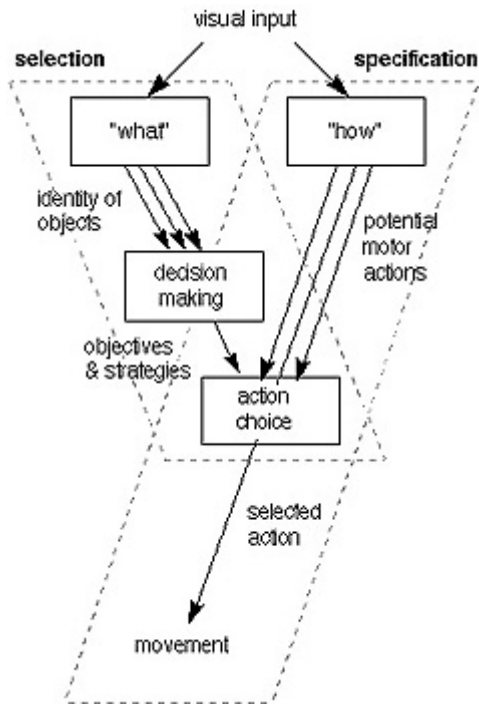 visual input
selection
specification
"what"
"how"
identity of
objects
potential
motor
actions
decision
making
objectives
& strategies
action
choice
selected
action
movement